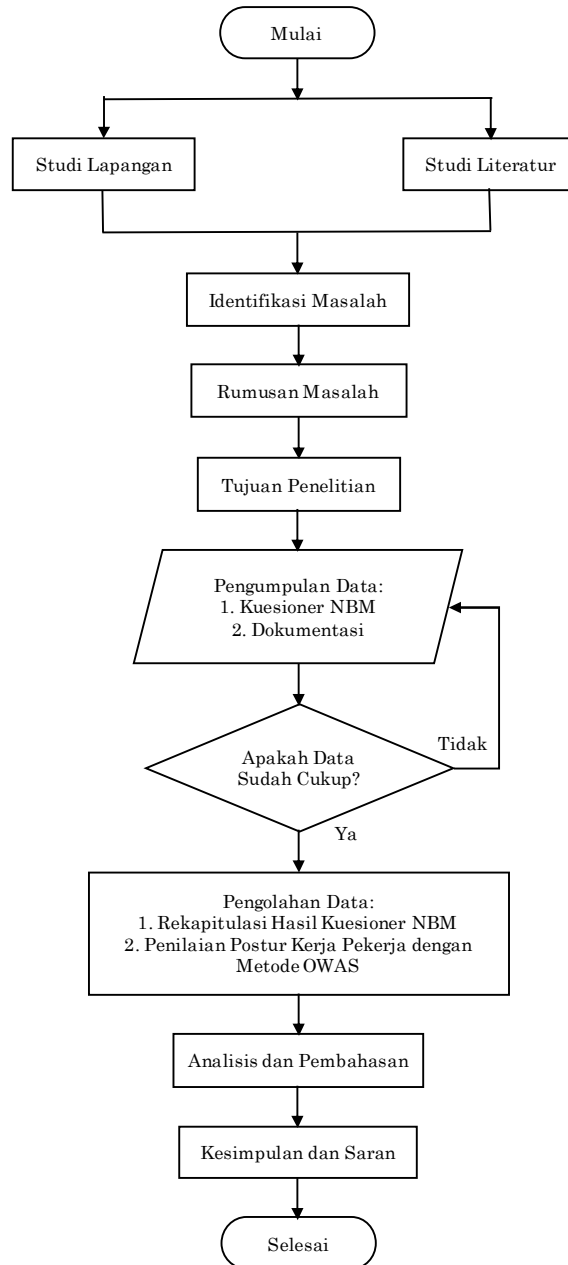 Mulai
Studi Lapangan
Studi Literatur
Identifikasi Masalah
Rumusan Masalah
Tujuan Penelitian
Pengumpulan Data:
1. Kuesioner NBM
2. Dokumentasi
Tidak
Apakah Data
Sudah Cukup?
Ya
Pengolahan Data:
1. Rekapitulasi Hasil Kuesioner NBM
2. Penilaian Postur Kerja Pekerja dengan
Metode OWAS
Analisis dan Pembahasan
Kesimpulan dan Saran
Selesai